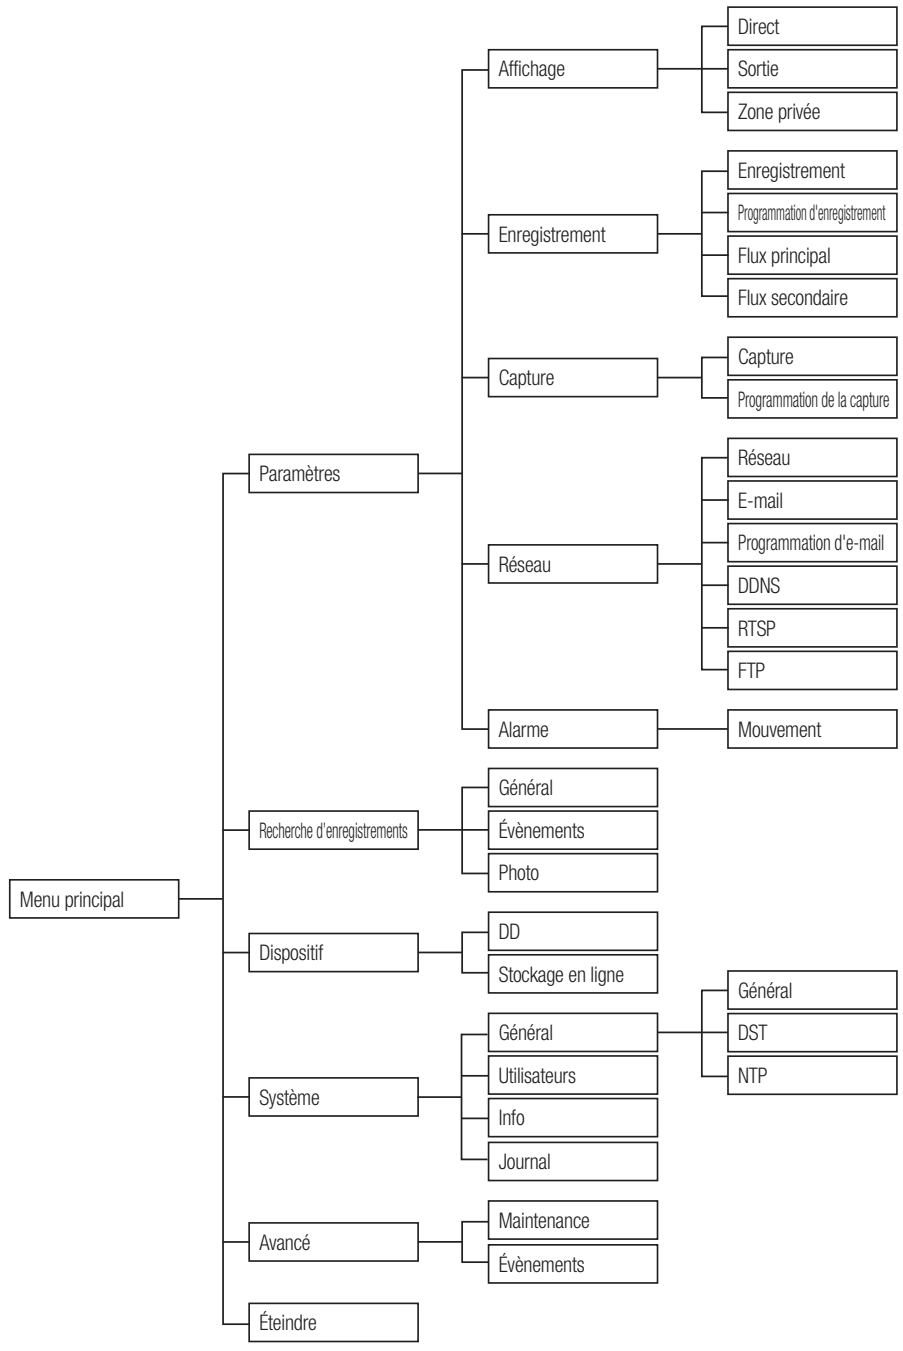 Menu principal
Paramètres
Affichage
Direct
Sortie
Zone privée
Enregistrement
Enregistrement
Programmation d'enregistrement
Flux principal
Flux secondaire
Capture
Capture
Programmation de la capture
Réseau
Réseau
E-mail
Programmation d'e-mail
DDNS
RTSP
FTP
Alarme
Mouvement
Recherche d'enregistrements
Général
Évènements
Photo
Dispositif
DD
Stockage en ligne
Système
Général
Général
DST
NTP
Utilisateurs
Info
Journal
Avancé
Maintenance
Évènements
Éteindre